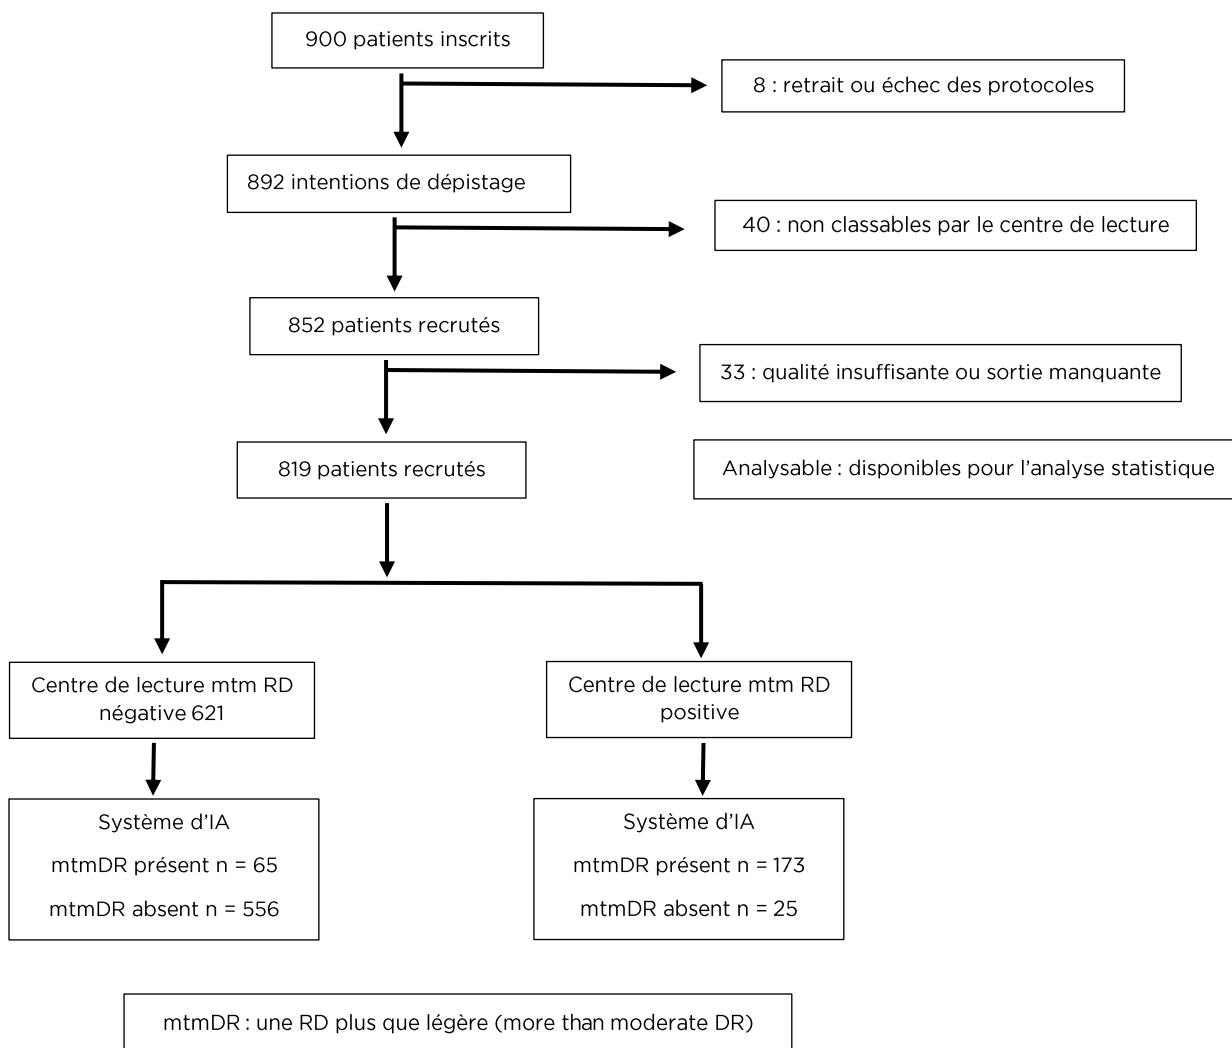 900 patients inscrits
8 : retrait ou échec des protocoles
892 intentions de dépistage
40 : non classables par le centre de lecture
852 patients recrutés
33 : qualité insuffisante ou sortie manquante
819 patients recrutés
Analysable : disponibles pour l'analyse statistique
Centre de lecture mtm RD
négative 621
Centre de lecture mtm RD
positive
Système d'IA
mtmDR présent n = 65
mtmDR absent n = 556
Système d'IA
mtmDR présent n = 173
mtmDR absent n = 25
mtmDR : une RD plus que légère (more than moderate DR)